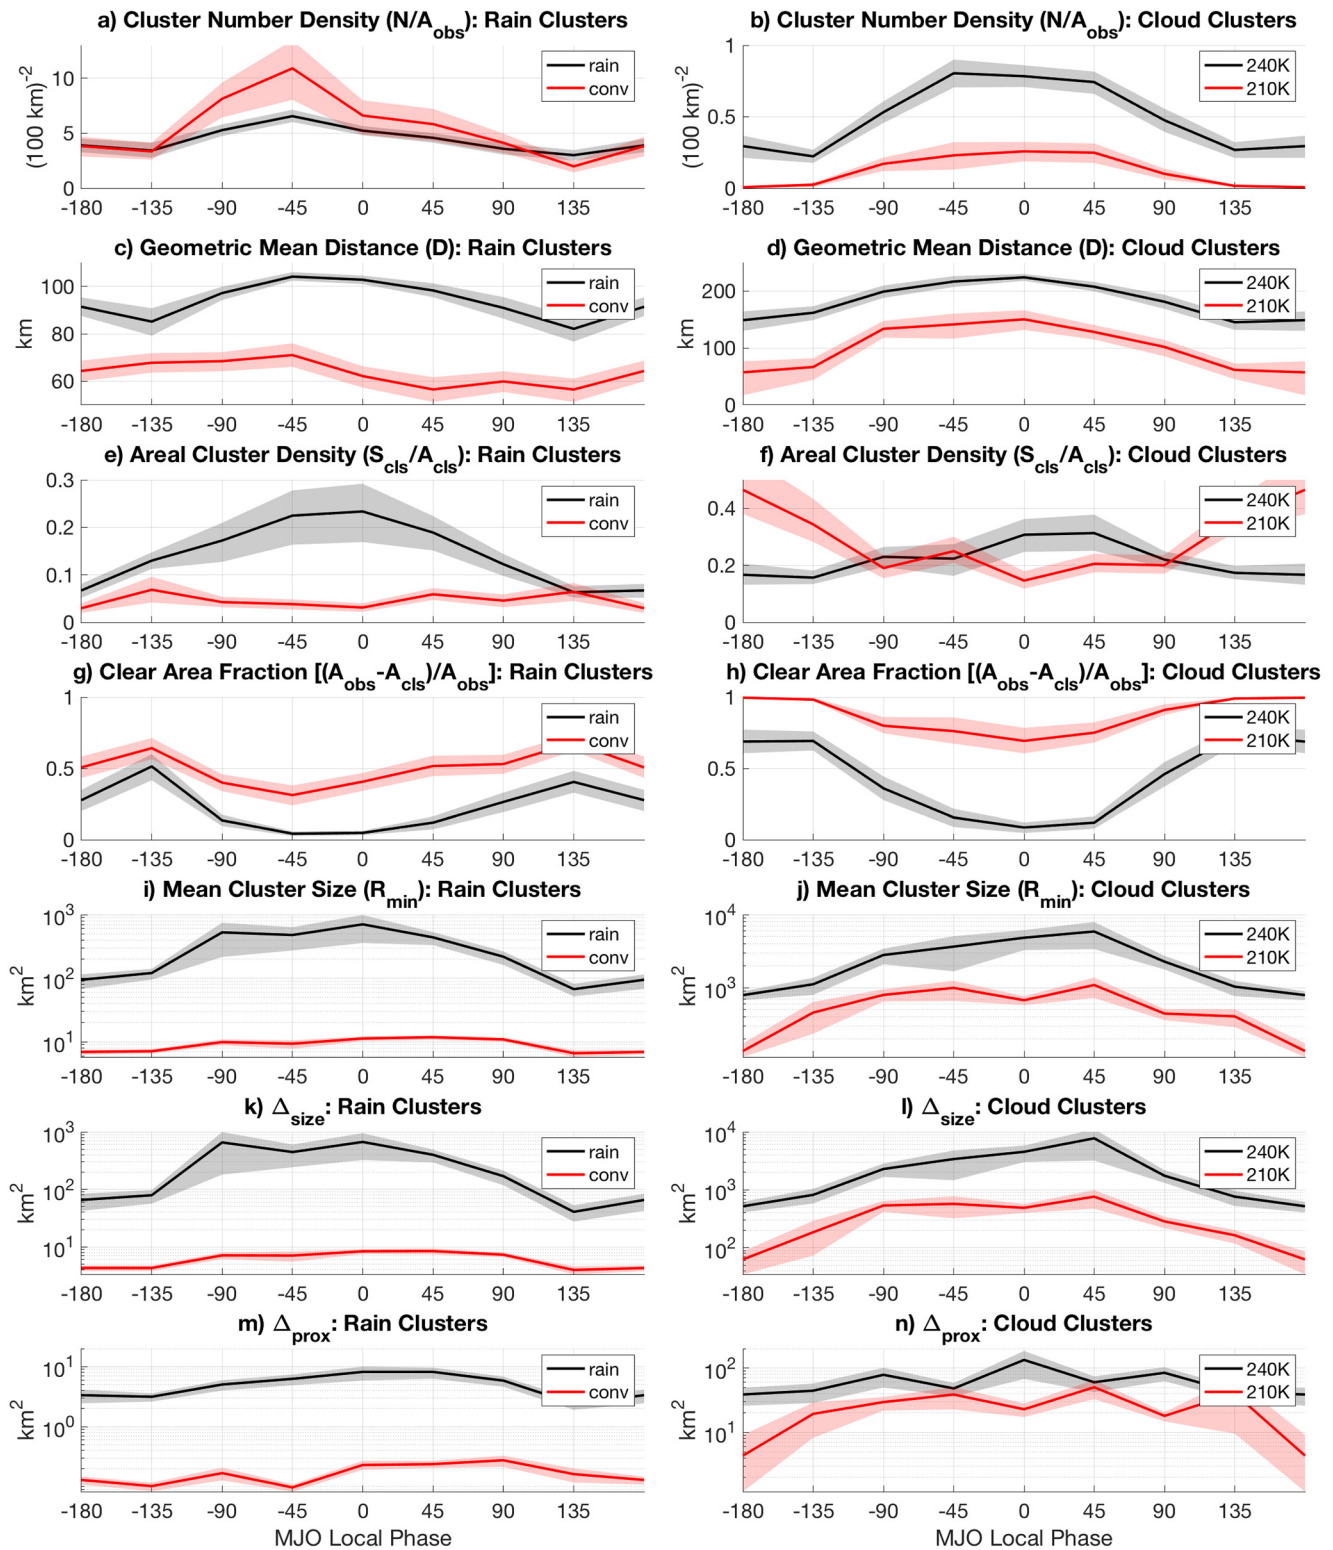 a) Cluster Number Density (N/A_obs): Rain Clusters
(100 km)^-2
10
5
0
rain
conv
-180 -135 -90 -45 0 45 90 135
b) Cluster Number Density (N/A_obs): Cloud Clusters
(100 km)^-2
1
0.5
0
240K
210K
-180 -135 -90 -45 0 45 90 135
c) Geometric Mean Distance (D): Rain Clusters
km
100
80
60
rain
conv
-180 -135 -90 -45 0 45 90 135
d) Geometric Mean Distance (D): Cloud Clusters
km
200
100
0
240K
210K
-180 -135 -90 -45 0 45 90 135
e) Areal Cluster Density (S_cls/A_cls): Rain Clusters
0.3
0.2
0.1
0
rain
conv
-180 -135 -90 -45 0 45 90 135
f) Areal Cluster Density (S_cls/A_cls): Cloud Clusters
0.4
0.2
0
240K
210K
-180 -135 -90 -45 0 45 90 135
g) Clear Area Fraction [(A_obs-A_cls)/A_obs]: Rain Clusters
1
0.5
0
rain
conv
-180 -135 -90 -45 0 45 90 135
h) Clear Area Fraction [(A_obs-A_cls)/A_obs]: Cloud Clusters
1
0.5
0
240K
210K
-180 -135 -90 -45 0 45 90 135
i) Mean Cluster Size (R_min): Rain Clusters
km^2
10^3
10^2
10^1
rain
conv
-180 -135 -90 -45 0 45 90 135
j) Mean Cluster Size (R_min): Cloud Clusters
km^2
10^4
10^3
240K
210K
-180 -135 -90 -45 0 45 90 135
k) Δ_size: Rain Clusters
km^2
10^3
10^2
10^1
rain
conv
-180 -135 -90 -45 0 45 90 135
l) Δ_size: Cloud Clusters
km^2
10^4
10^3
10^2
240K
210K
-180 -135 -90 -45 0 45 90 135
m) Δ_prox: Rain Clusters
km^2
10^1
10^0
rain
conv
-180 -135 -90 -45 0 45 90 135
MJO Local Phase
n) Δ_prox: Cloud Clusters
km^2
10^2
10^1
240K
210K
-180 -135 -90 -45 0 45 90 135
MJO Local Phase